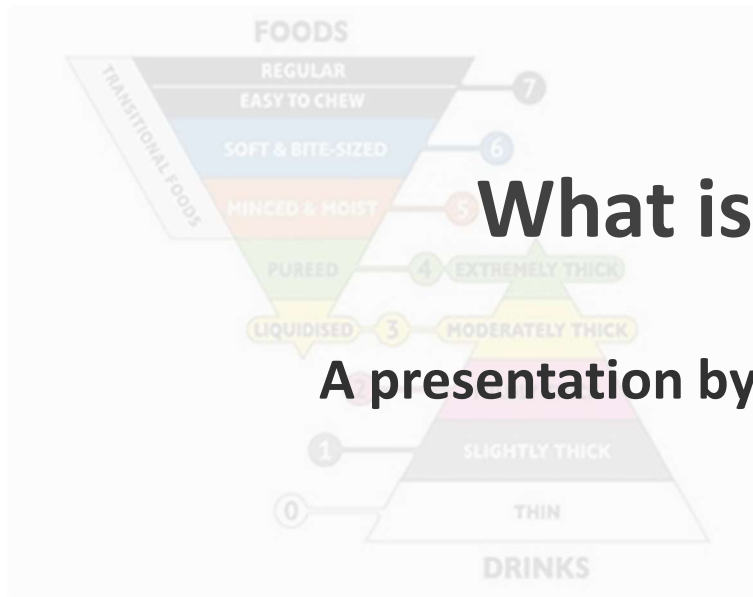 FOODS
REGULAR
EASY TO CHEW
TRANSITIONAL FOODS
7
SOFT & BITE-SIZED
6
MINCED & MOIST
5
What is
PUREED
4
EXTREMELY THICK
LIQUIDISED
3
MODERATELY THICK
A presentation by
2
1
SLIGHTLY THICK
0
THIN
DRINKS